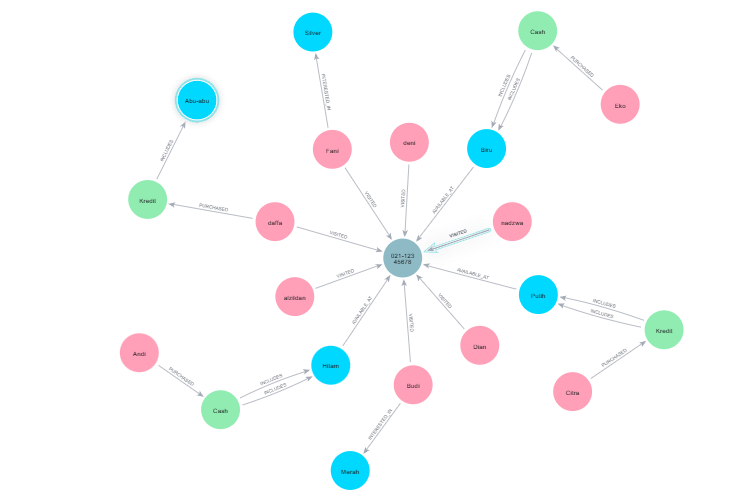 Silver
Cash
INCLUDES
INCLUDES
PURCHASED
Abu-abu
INTERESTED_IN
Eko
INCLUDES
Fani
deni
Biru
VISITED
VISITED
AVAILABLE_AT
Kredit
PURCHASED
daffa
VISITED
VISITED
nadzwa
021-123
45678
VISITED
AVAILABLE_AT
alzildan
AVAILABLE_AT
VISITED
VISITED
Putih
INCLUDES
INCLUDES
Kredit
PURCHASED
Andi
PURCHASED
INCLUDES
INCLUDES
Hitam
Dian
Budi
Citra
Cash
INTERESTED_IN
Merah